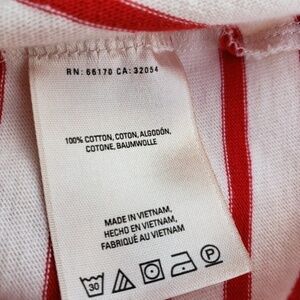 RN: 66170 CA: 32054
100% COTTON, COTON, ALGODÓN,
COTONE, BAUMWOLLE
MADE IN VIETNAM,
HECHO EN VIETNAM,
FABRIQUÉ AU VIETNAM
30 P